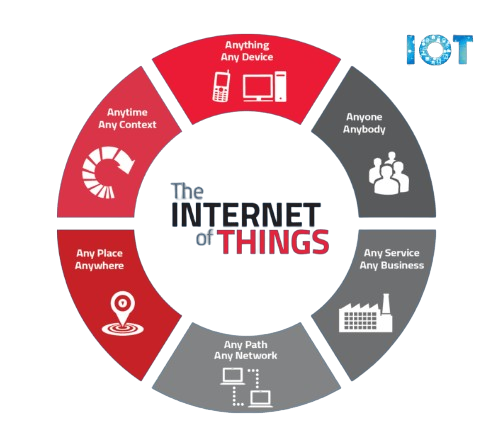 IOT
Anything
Any Device
Anyone
Anybody
Any Service
Any Business
Any Path
Any Network
Any Place
Anywhere
Anytime
Any Context
The
INTERNET
of THINGS